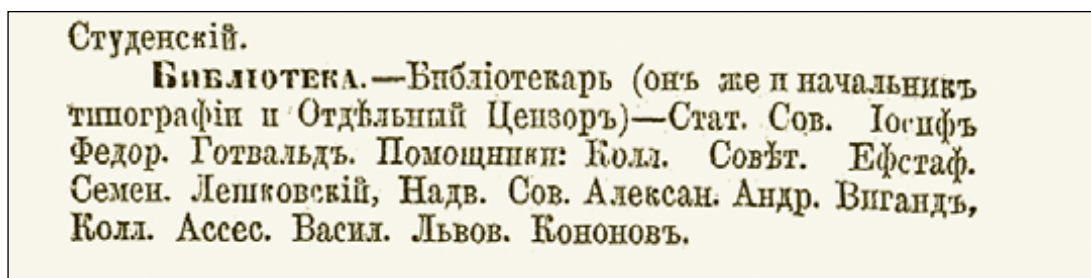 Студенскій.
Библіотека.—Библіотекарь (онъ же и начальникъ
типографіи и Отдѣльный Цензоръ)—Стат. Сов. Іосифъ
Федор. Готвальдъ. Помощники: Колл. Совѣт. Ефстаф.
Семен. Лешковскій, Надв. Сов. Алексан. Андр. Вигандъ,
Колл. Ассес. Васил. Львов. Кононовъ.